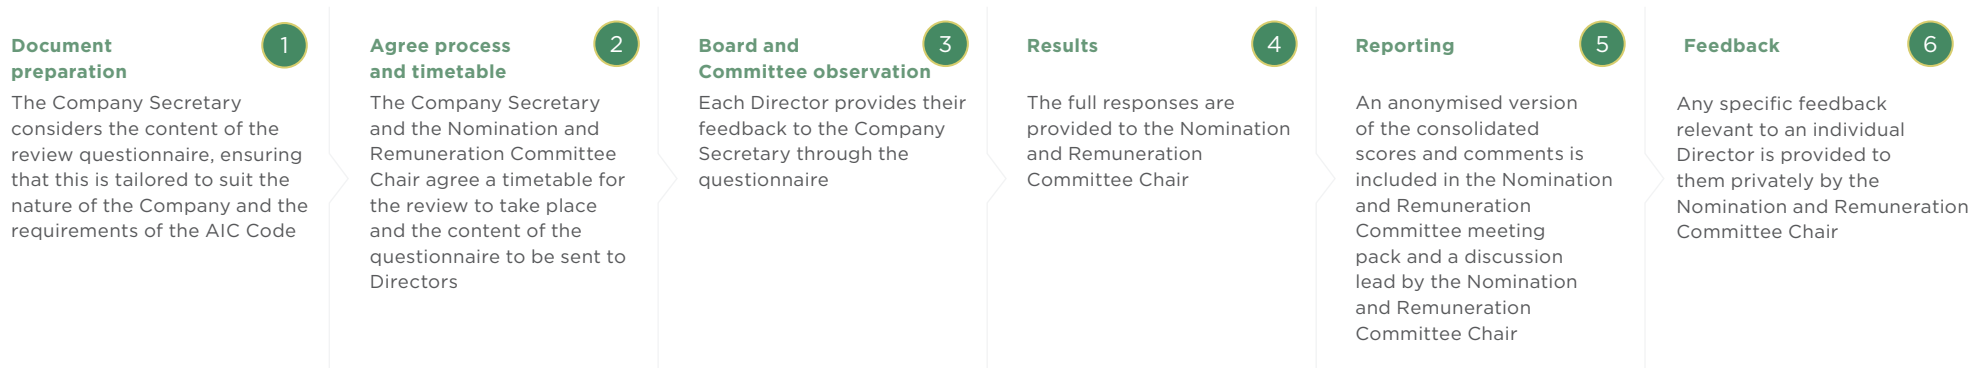 Document
preparation
1
The Company Secretary
considers the content of the
review questionnaire, ensuring
that this is tailored to suit the
nature of the Company and the
requirements of the AIC Code
Agree process
and timetable
2
The Company Secretary
and the Nomination and
Remuneration Committee
Chair agree a timetable for
the review to take place
and the content of the
questionnaire to be sent to
Directors
Board and
Committee observation
3
Each Director provides their
feedback to the Company
Secretary through the
questionnaire
Results
4
The full responses are
provided to the Nomination
and Remuneration
Committee Chair
Reporting
5
An anonymised version
of the consolidated
scores and comments is
included in the Nomination
and Remuneration
Committee meeting
pack and a discussion
lead by the Nomination
and Remuneration
Committee Chair
Feedback
6
Any specific feedback
relevant to an individual
Director is provided to
them privately by the
Nomination and Remuneration
Committee Chair